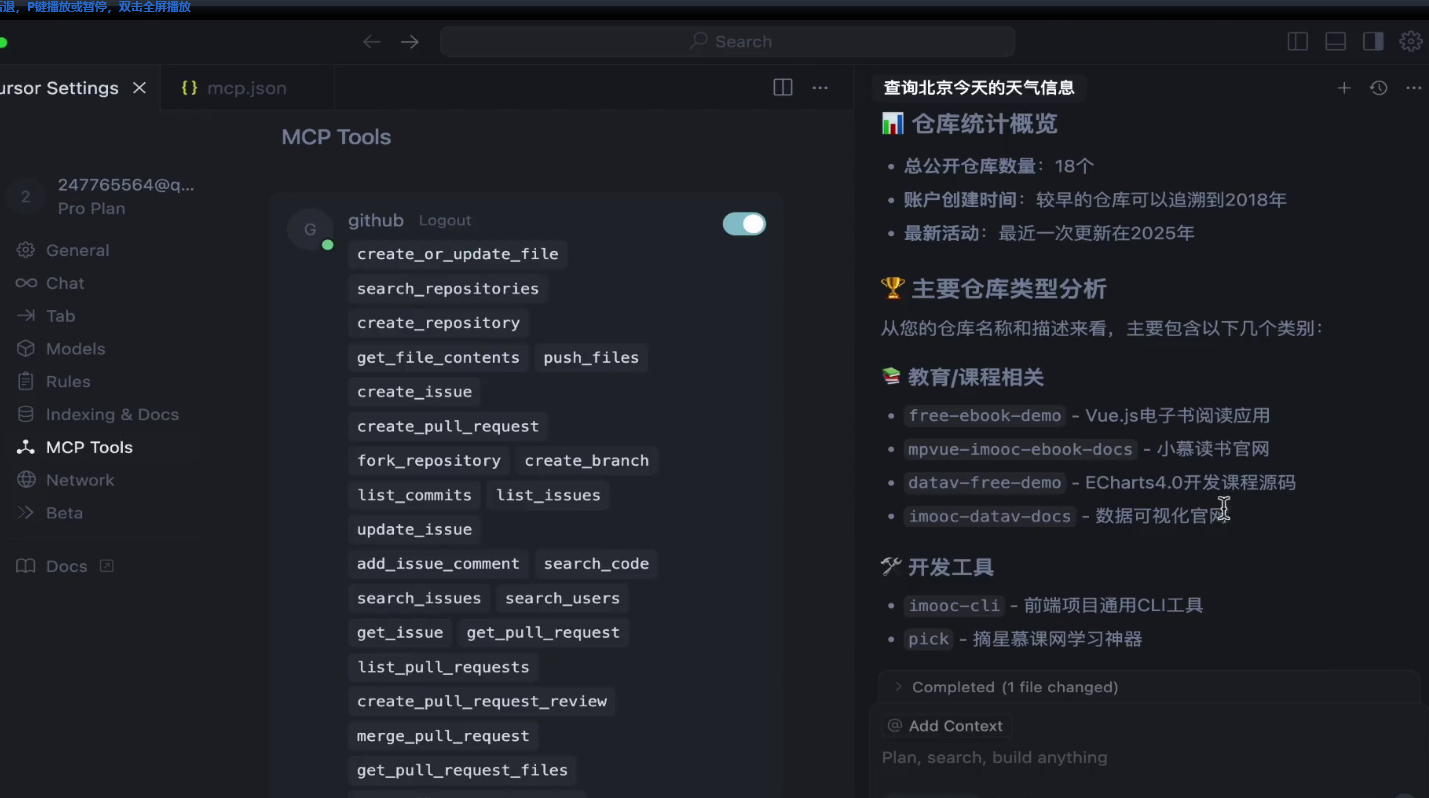 退，P键播放或暂停，双击全屏播放
Search
ursor Settings
{} mcp.json
MCP Tools
2
247765564@q...
Pro Plan
General
Chat
Tab
Models
Rules
Indexing & Docs
MCP Tools
Network
Beta
Docs
G
github Logout
create_or_update_file
search_repositories
create_repository
get_file_contents push_files
create_issue
create_pull_request
fork_repository create_branch
list_commits list_issues
update_issue
add_issue_comment search_code
search_issues search_users
get_issue get_pull_request
list_pull_requests
create_pull_request_review
merge_pull_request
get_pull_request_files
查询北京今天的天气信息
📊 仓库统计概览
• 总公开仓库数量：18个
• 账户创建时间：较早的仓库可以追溯到2018年
• 最新活动：最近一次更新在2025年
🏆 主要仓库类型分析
从您的仓库名称和描述来看，主要包含以下几个类别：
📚 教育/课程相关
• free-ebook-demo - Vue.js电子书阅读应用
• mpvue-imooc-ebook-docs - 小慕读书官网
• datav-free-demo - ECharts4.0开发课程源码
• imooc-datav-docs - 数据可视化官网
🛠 开发工具
• imooc-cli - 前端项目通用CLI工具
• pick - 摘星慕课网学习神器
Completed (1 file changed)
@ Add Context
Plan, search, build anything